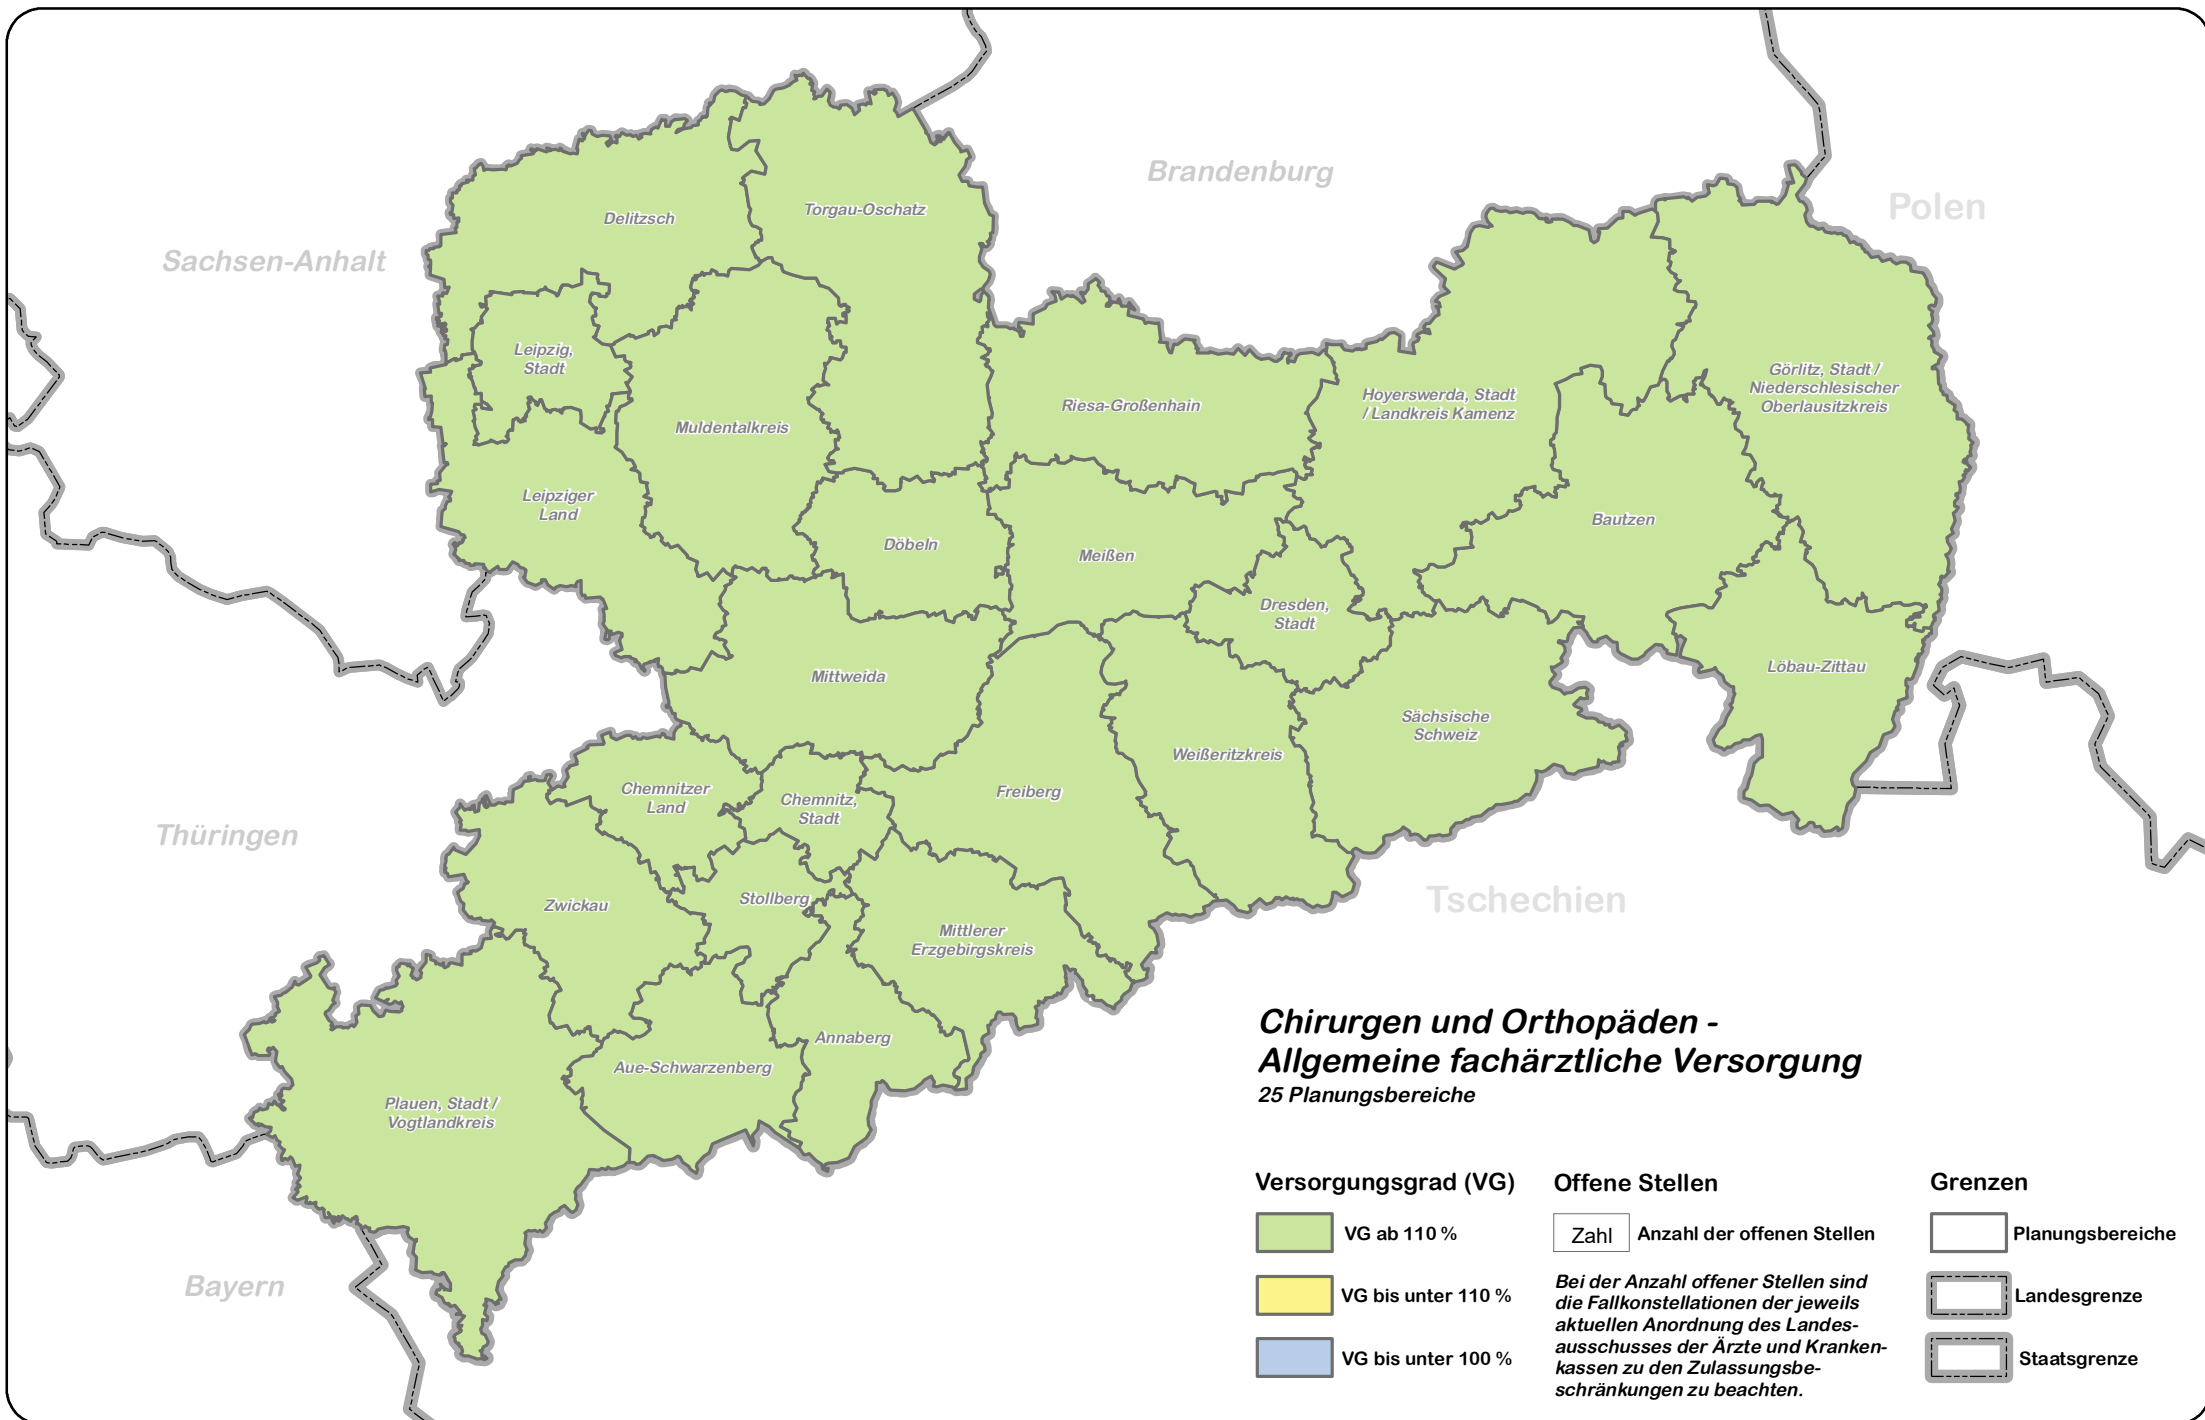 Brandenburg
Polen
Sachsen-Anhalt
Thüringen
Bayern
Tschechien
Delitzsch
Torgau-Oschatz
Leipzig,
Stadt
Muldentalkreis
Leipziger
Land
Döbeln
Riesa-Großenhain
Meißen
Hoyerswerda, Stadt
/ Landkreis Kamenz
Görlitz, Stadt /
Niederschlesischer
Oberlausitzkreis
Bautzen
Dresden,
Stadt
Löbau-Zittau
Mittweida
Sächsische
Schweiz
Weißeritzkreis
Freiberg
Chemnitzer
Land
Chemnitz,
Stadt
Stollberg
Zwickau
Mittlerer
Erzgebirgskreis
Annaberg
Aue-Schwarzenberg
Plauen, Stadt /
Vogtlandkreis
Chirurgen und Orthopäden -
Allgemeine fachärztliche Versorgung
25 Planungsbereiche
Versorgungsgrad (VG)
VG ab 110 %
VG bis unter 110 %
VG bis unter 100 %
Offene Stellen
Zahl Anzahl der offenen Stellen
Bei der Anzahl offener Stellen sind
die Fallkonstellationen der jeweils
aktuellen Anordnung des Landes-
ausschusses der Ärzte und Kranken-
kassen zu den Zulassungsbe-
schränkungen zu beachten.
Grenzen
Planungsbereiche
Landesgrenze
Staatsgrenze